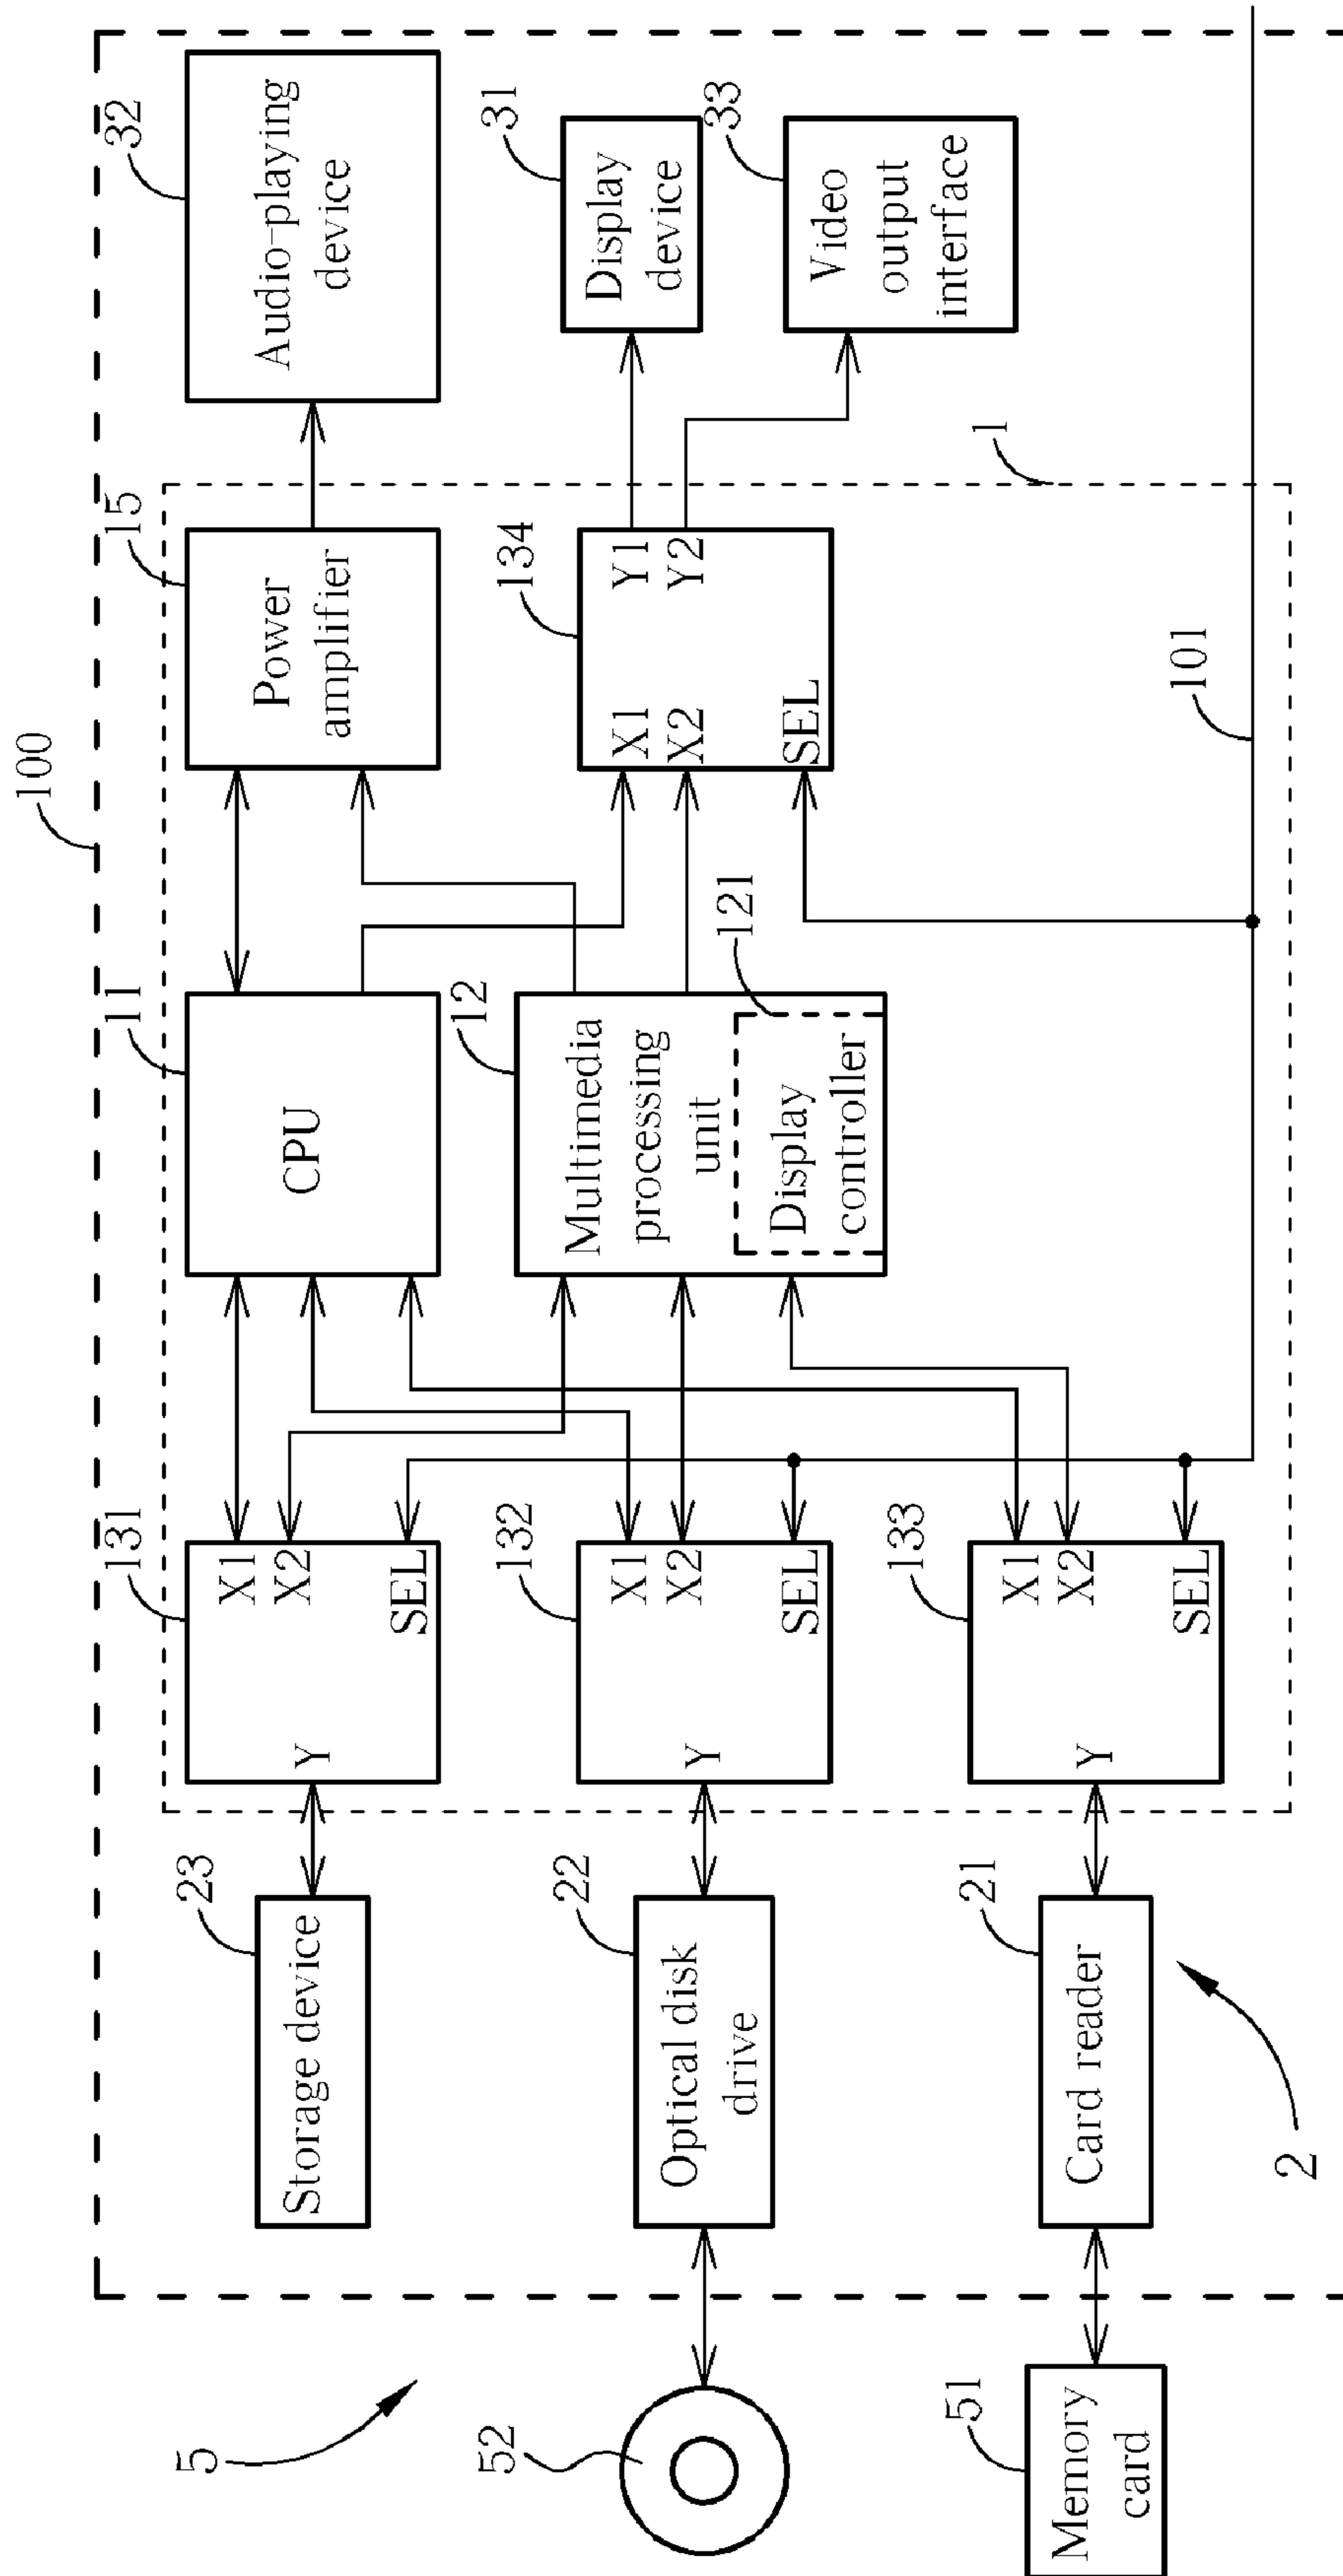 100
5
23
Storage device
131
Y
X1
X2
SEL
11
CPU
15
Power
amplifier
32
Audio-playing
device
52
22
Optical disk
drive
132
Y
X1
X2
SEL
12
Multimedia
processing
unit
121
Display
controller
134
X1
X2
SEL
Y1
Y2
31
Display
device
33
Video
output
interface
51
Memory
card
21
Card reader
133
Y
X1
X2
SEL
1
101
2